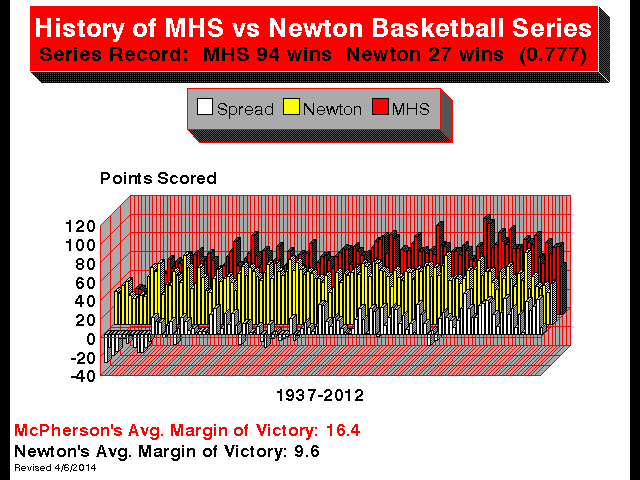 History of MHS vs Newton Basketball Series
Series Record: MHS 94 wins Newton 27 wins (0.777)
Spread Newton MHS
Points Scored
120
100
80
60
40
20
0
-20
-40
1937-2012
McPherson's Avg. Margin of Victory: 16.4
Newton's Avg. Margin of Victory: 9.6
Revised 4/6/2014